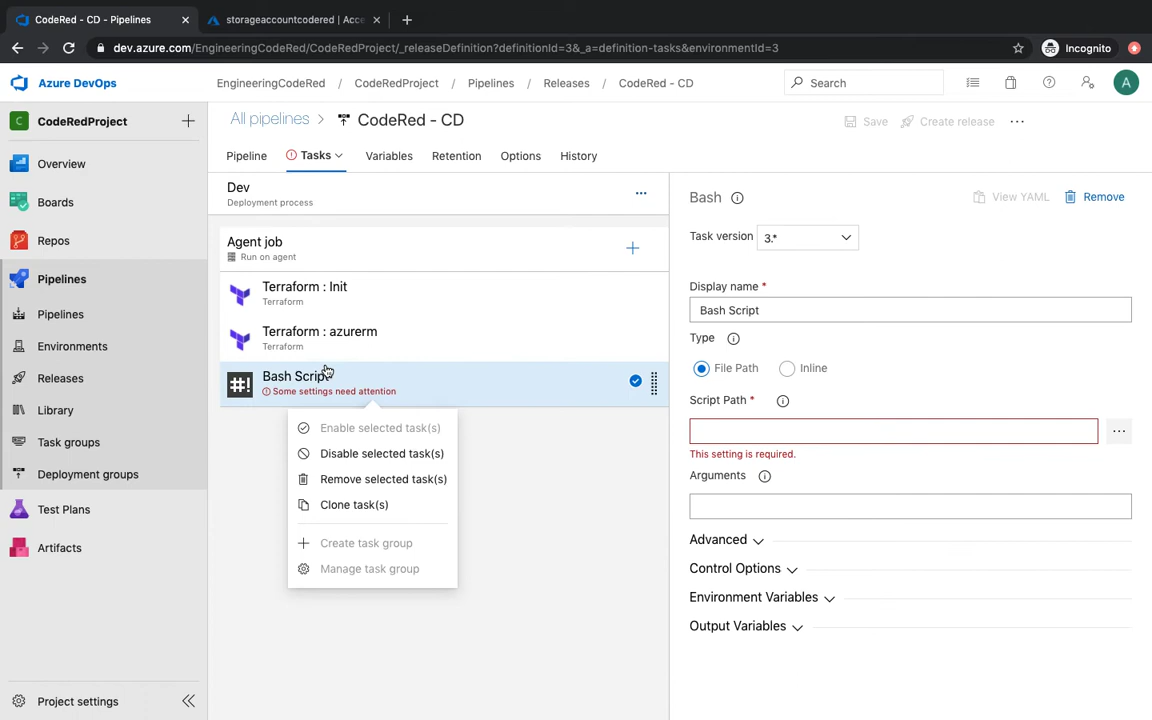 CodeRed - CD - Pipelines
storageaccountcodered | Acce
dev.azure.com/EngineeringCodeRed/CodeRedProject/_releaseDefinition?definitionId=3&_a=definition-tasks&environmentId=3
Incognito
Azure DevOps
EngineeringCodeRed / CodeRedProject / Pipelines / Releases / CodeRed - CD
Search
A
C
CodeRedProject
All pipelines > CodeRed - CD
Save
Create release
Overview
Boards
Repos
Pipelines
Pipelines
Environments
Releases
Library
Task groups
Deployment groups
Test Plans
Artifacts
Project settings
Pipeline
Tasks
Variables
Retention
Options
History
Dev
Deployment process
Agent job
Run on agent
Terraform : Init
Terraform
Terraform : azurerm
Terraform
#!
Bash Script
Some settings need attention
Enable selected task(s)
Disable selected task(s)
Remove selected task(s)
Clone task(s)
Create task group
Manage task group
Bash
View YAML
Remove
Task version
3.*
Display name *
Bash Script
Type
File Path
Inline
Script Path *
This setting is required.
Arguments
Advanced
Control Options
Environment Variables
Output Variables